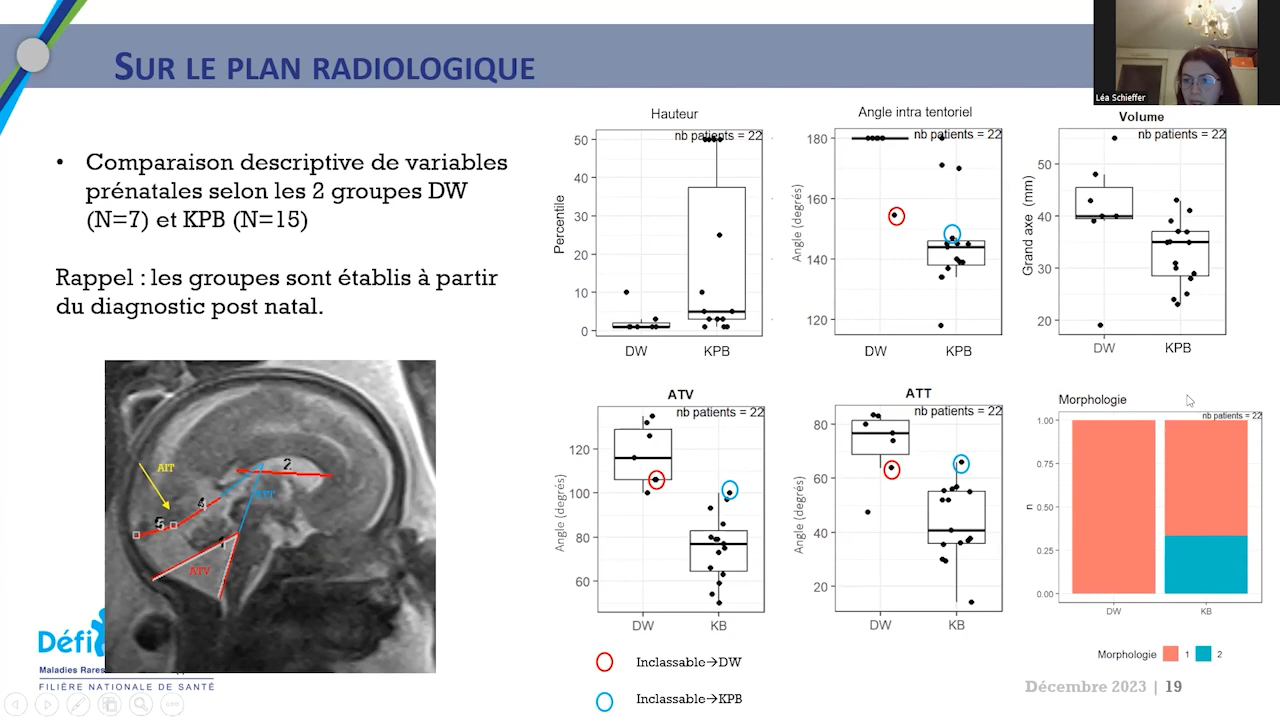 SUR LE PLAN RADIOLOGIQUE
Léa Schieffer
• Comparaison descriptive de variables
prénatales selon les 2 groupes DW
(N=7) et KPB (N=15)
Rappel : les groupes sont établis à partir
du diagnostic post natal.
Hauteur
nb patients = 22
Percentile
50
40
30
20
10
0
DW
KPB
Angle intra tentoriel
nb patients = 22
Angle (degrés)
180
160
140
120
DW
KPB
Volume
nb patients = 22
Grand axe (mm)
50
40
30
20
DW
KPB
AIT
2
4
5
ATV
ATV
nb patients = 22
Angle (degrés)
120
100
80
60
DW
KB
ATT
nb patients = 22
Angle (degrés)
80
60
40
20
DW
KB
Morphologie
nb patients = 22
n
1.00
0.75
0.50
0.25
0.00
DW
KB
Morphologie 1 2
Inclassable→DW
Inclassable→KPB
Défi
Maladies Rares
FILIÈRE NATIONALE DE SANTÉ
Décembre 2023 | 19